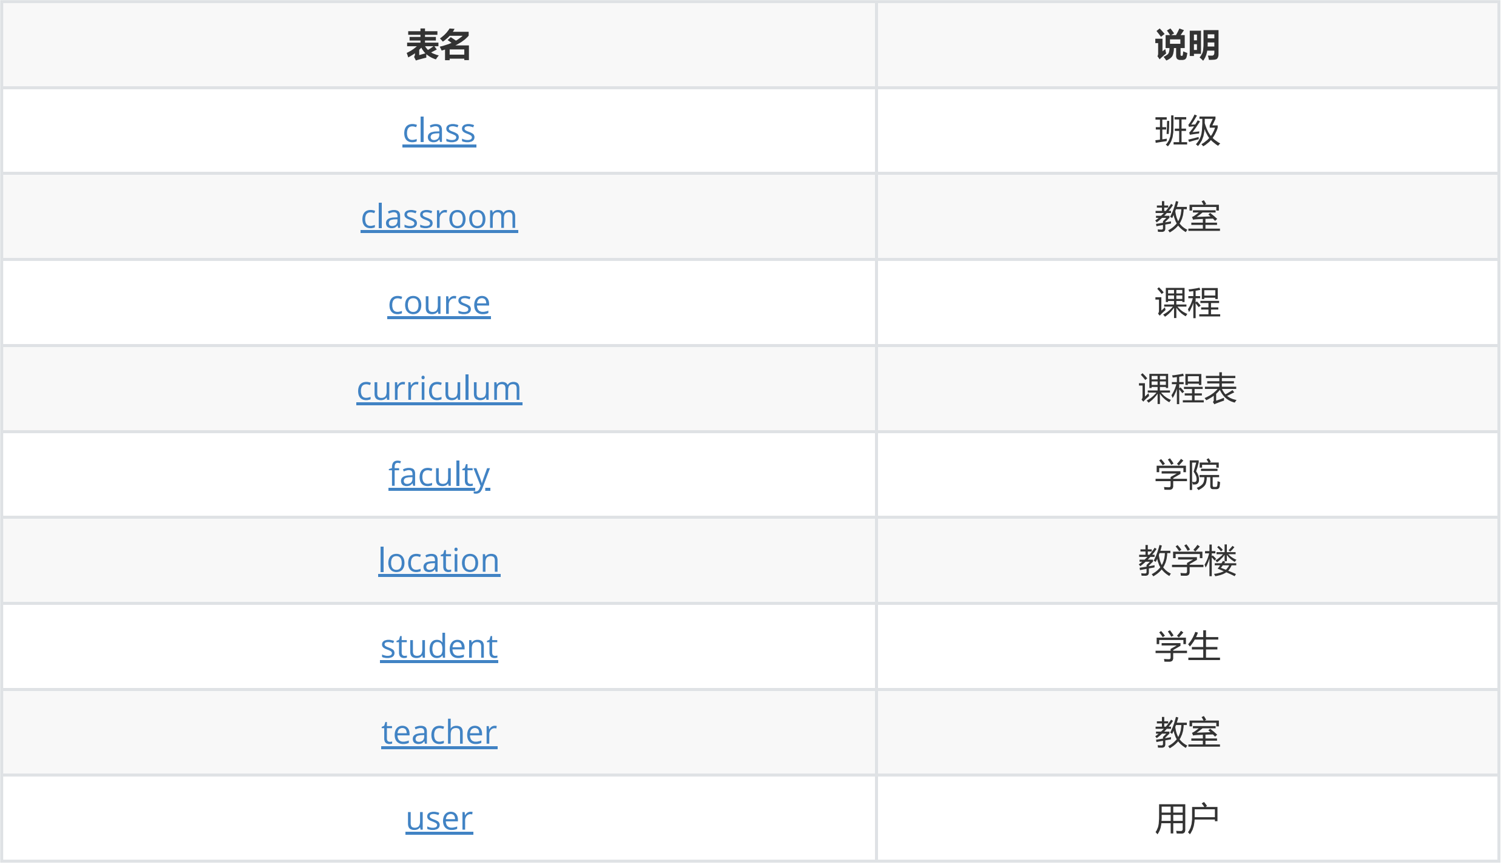 表名 说明
class 班级
classroom 教室
course 课程
curriculum 课程表
faculty 学院
location 教学楼
student 学生
teacher 教室
user 用户